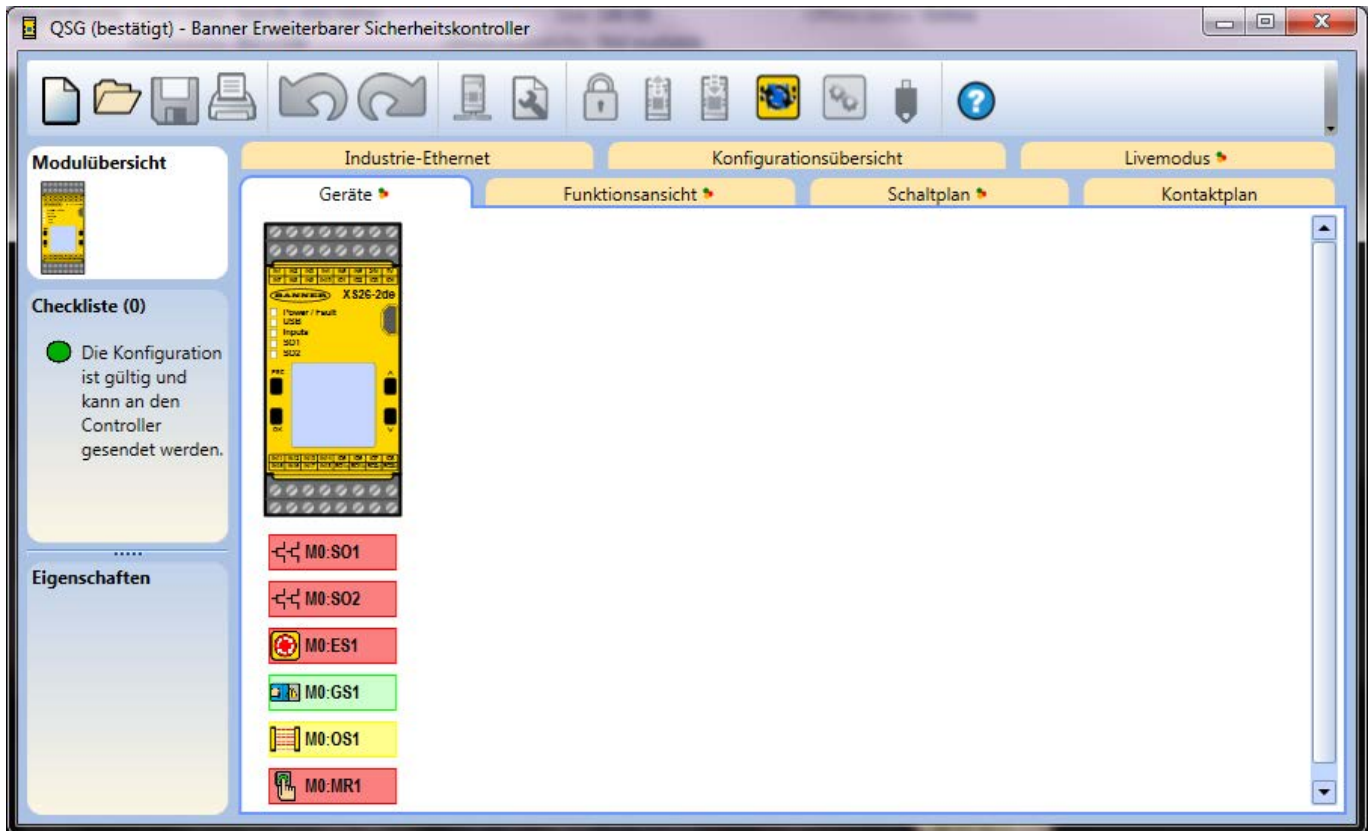 QSG (bestätigt) - Banner Erweiterbarer Sicherheitskontroller
Modulübersicht
Industrie-Ethernet
Konfigurationsübersicht
Livemodus
Geräte
Funktionsansicht
Schaltplan
Kontaktplan
BANNER XS26-2de
Power / Fault
USB
Inputs
SO1
SO2
Checkliste (0)
Die Konfiguration
ist gültig und
kann an den
Controller
gesendet werden.
Eigenschaften
M0:SO1
M0:SO2
M0:ES1
M0:GS1
M0:OS1
M0:MR1